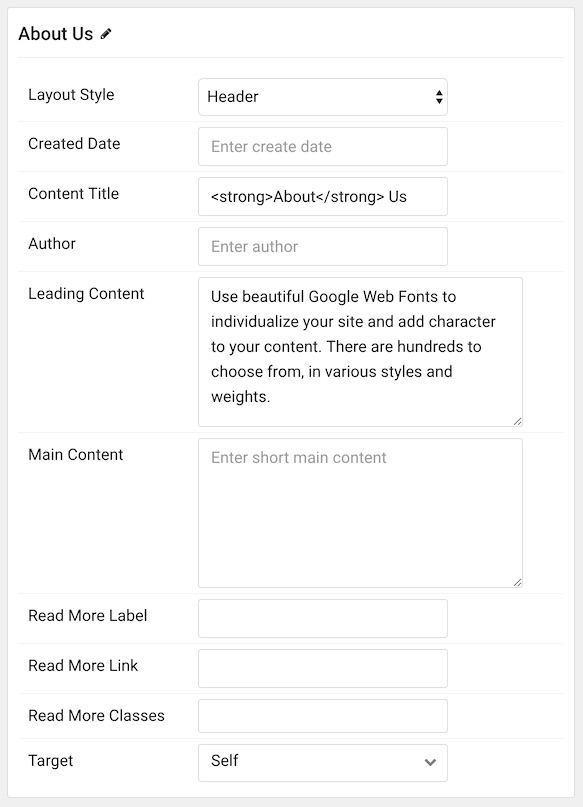 About Us
Layout Style
Header
Created Date
Enter create date
Content Title
<strong>About</strong> Us
Author
Enter author
Leading Content
Use beautiful Google Web Fonts to
individualize your site and add character
to your content. There are hundreds to
choose from, in various styles and
weights.
Main Content
Enter short main content
Read More Label
Read More Link
Read More Classes
Target
Self